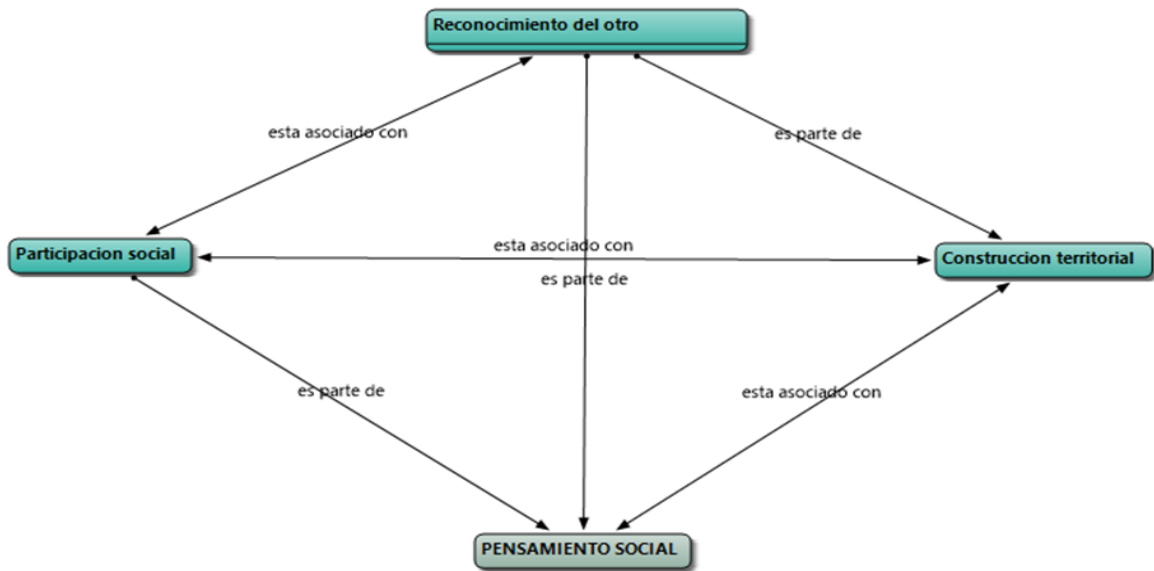 Reconocimiento del otro
esta asociado con
es parte de
Participacion social
esta asociado con
Construccion territorial
es parte de
es parte de
esta asociado con
PENSAMIENTO SOCIAL